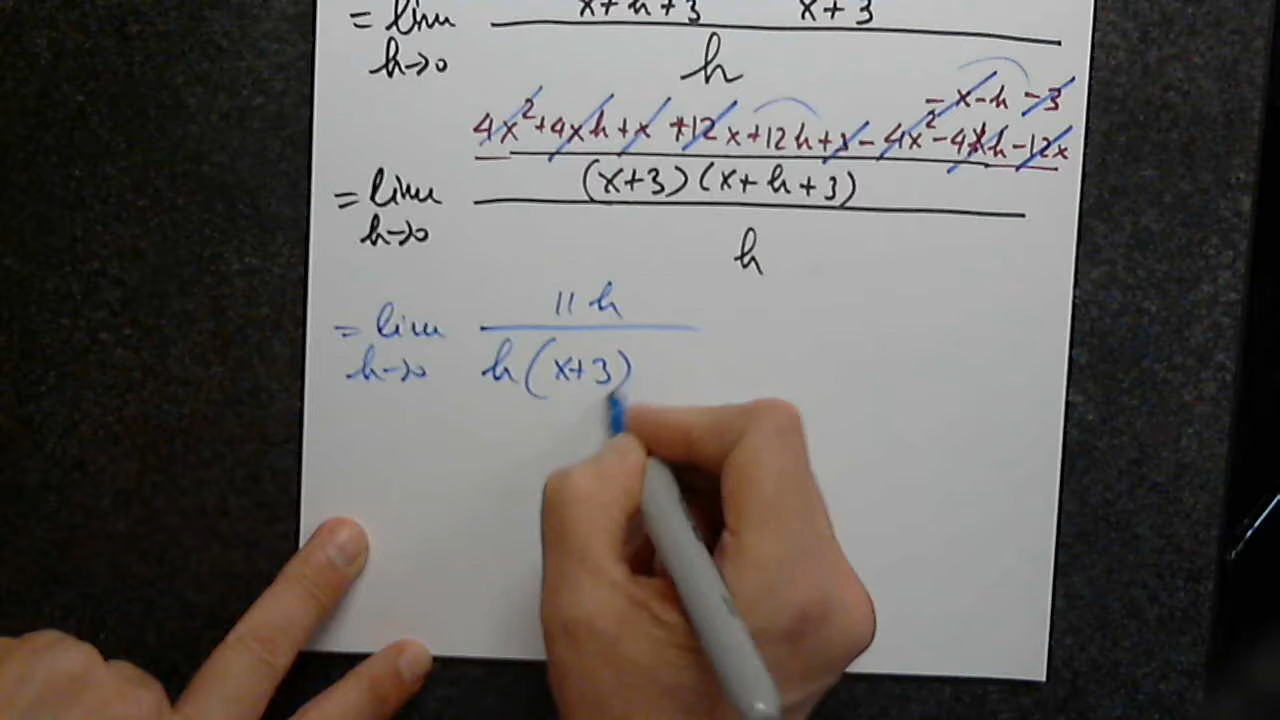 = lim x+h+3 x+3
h→0 h
-x-h-3
4x²+4xh+x+12x+12h+3-4x²-4xh-12x
= lim (x+3)(x+h+3)
h→0 h
= lim 11h
h→0 h(x+3)